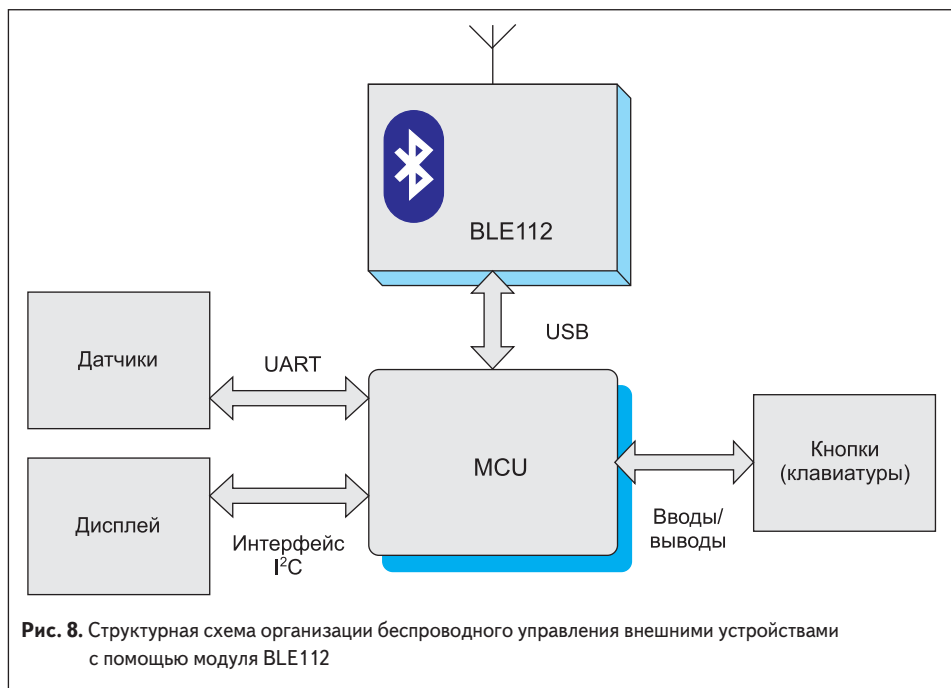 BLE112
USB
Датчики
UART
MCU
Кнопки
(клавиатуры)
Дисплей
Интерфейс
I²C
Вводы/
выводы
Рис. 8. Структурная схема организации беспроводного управления внешними устройствами
с помощью модуля BLE112